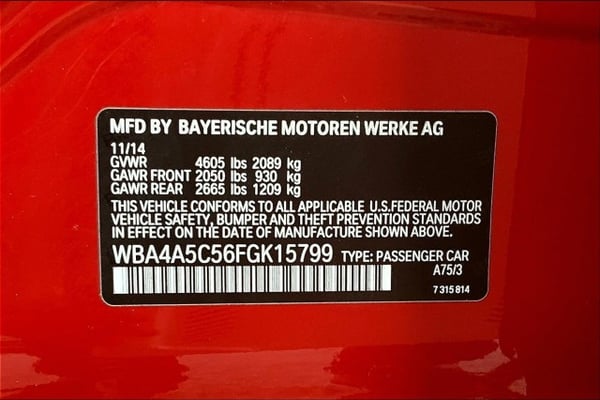 MFD BY BAYERISCHE MOTOREN WERKE AG
11/14
GVWR 4605 lbs 2089 kg
GAWR FRONT 2050 lbs 930 kg
GAWR REAR 2665 lbs 1209 kg
THIS VEHICLE CONFORMS TO ALL APPLICABLE U.S.FEDERAL MOTOR
VEHICLE SAFETY, BUMPER AND THEFT PREVENTION STANDARDS
IN EFFECT ON THE DATE OF MANUFACTURE SHOWN ABOVE.
WBA4A5C56FGK15799 TYPE: PASSENGER CAR
A75/3
7 315 814